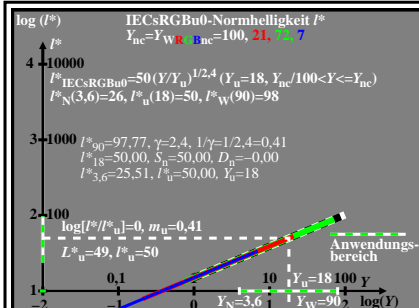 log (l*) IECsRGBu0-Normhelligkeit l*
l* Ync=YWRGBnc=100, 21, 72, 7
4 10000
l*IECsRGBu0=50(Y/Yu)1/2,4 (Yu=18, Ync/100<Y<=Ync)
l*N(3,6)=26, l*u(18)=50, l*W(90)=98
3 1000
l*90=97,77, γ=2,4, 1/γ=1/2,4=0,41
l*18=50,00, Sn=50,00, Dn=–0,00
l*3,6=25,51, l*u=50,00, Yu=18
2 100
log[l*/l*u]=0, mu=0,41
Anwendungs-
L*u=49, l*u=50 bereich
Yu=18
1 0,1 1 10 100 Y
YN=3,6 YW=90
–2 –1 0 1 2 log(Y)